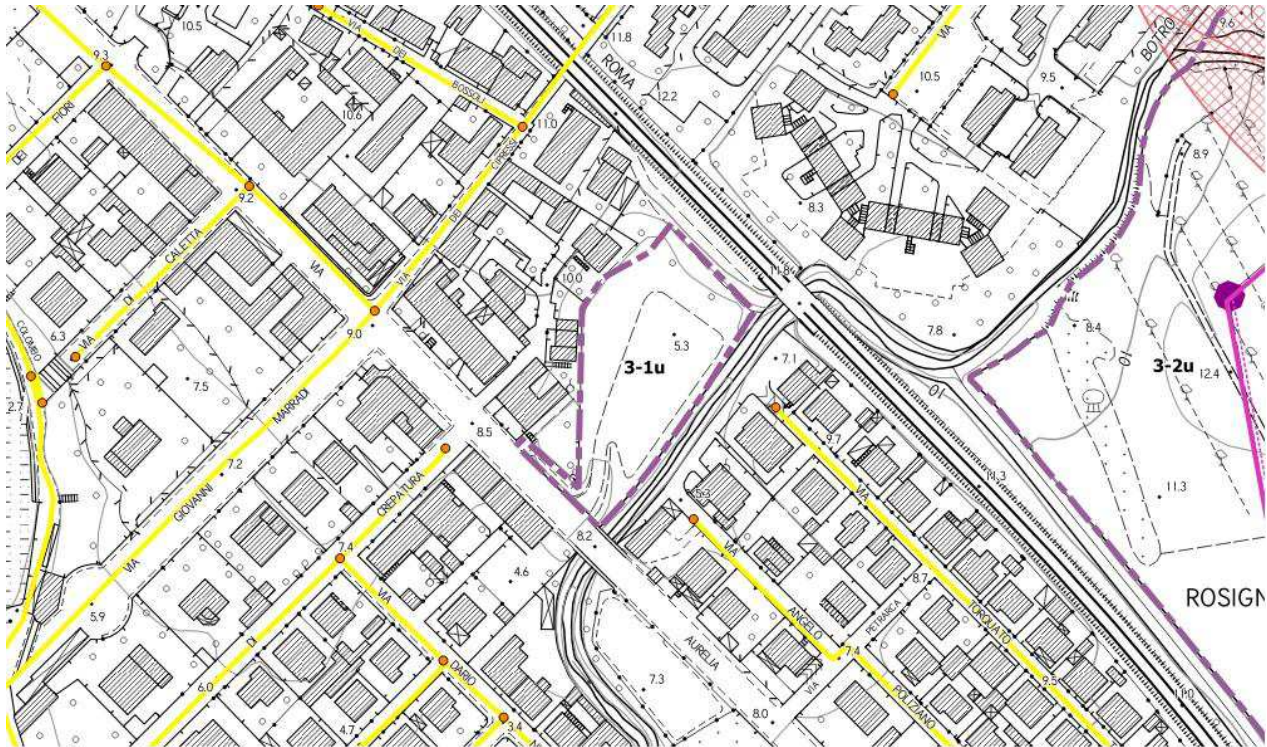 9.3
10.5
VIA
DEI
BOSSOLI
11.8
ROMA
12.2
VIA
10.5
9.5
BOTRO
9.6
FIORI
10.6
11.0
CIPRESSI
DEI
VIA
8.9
9.2
8.3
CALETTA
DI
VIA
VIA
10.0
11.8
COLOMBO
6.3
9.0
5.3
7.8
8.4
10
3-1u
3-2u
12.4
7.1
2.7
7.5
MARRADI
10
8.5
9.7
7.2
GIOVANNI
VIA
11.3
11.3
CREPATURA
5.3
VIA
8.2
7.4
VIA
4.6
8.7
ROSIGN
5.9
DI
ANGELO
PETRARCA
TORQUATO
7.4
AURELIA
DARIO
VIA
POLIZIANO
9.5
11.0
6.0
7.3
8.0
4.7
3.4